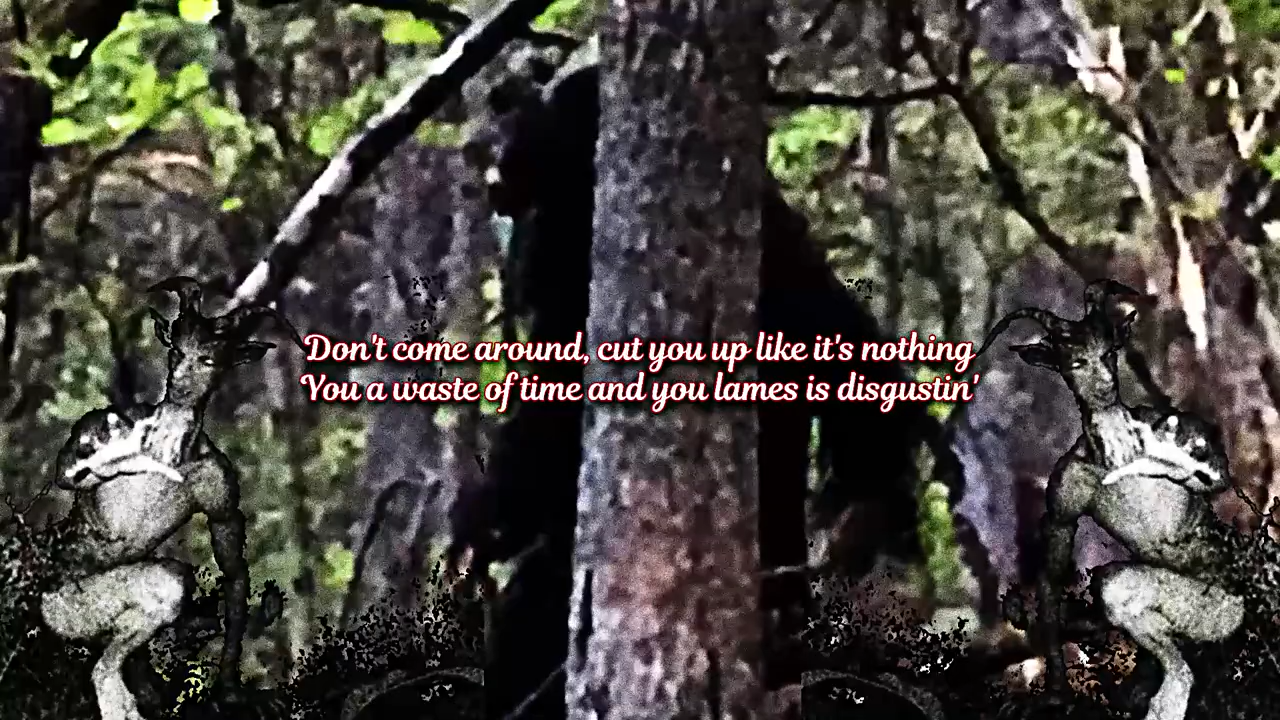 Don't come around, cut you up like it's nothing
You a waste of time and you lames is disgustin'